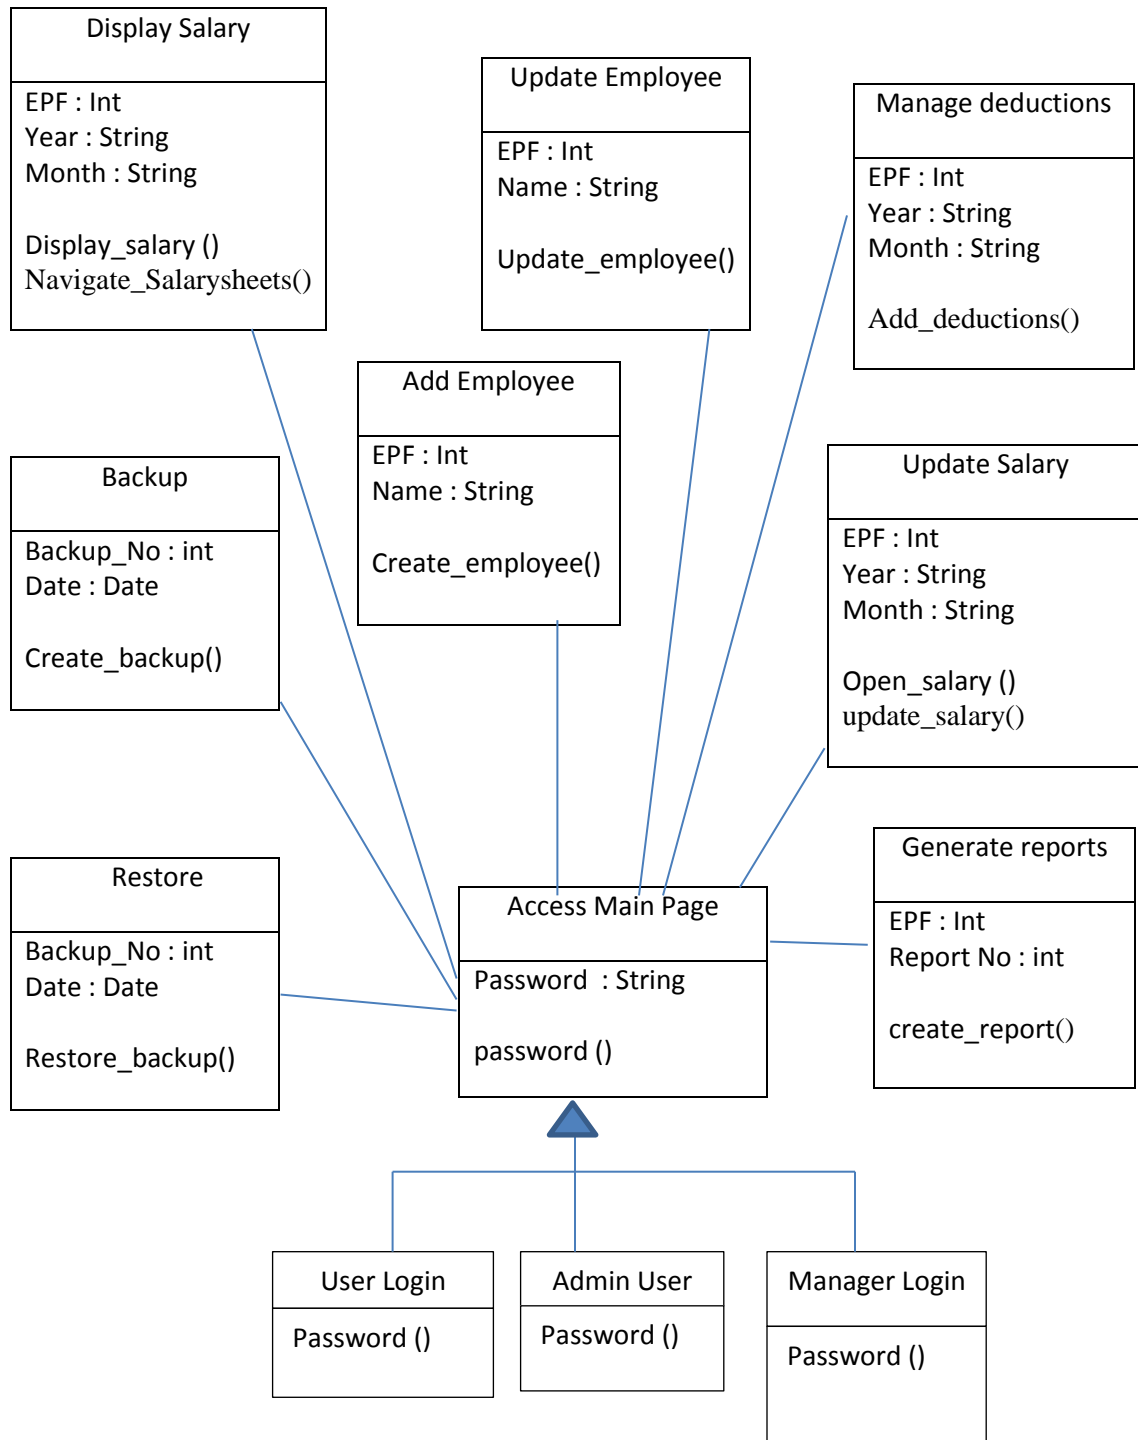 Display Salary
EPF : Int
Year : String
Month : String
Display_salary ()
Navigate_Salarysheets()
Update Employee
EPF : Int
Name : String
Update_employee()
Manage deductions
EPF : Int
Year : String
Month : String
Add_deductions()
Add Employee
EPF : Int
Name : String
Create_employee()
Backup
Backup_No : int
Date : Date
Create_backup()
Update Salary
EPF : Int
Year : String
Month : String
Open_salary ()
update_salary()
Restore
Backup_No : int
Date : Date
Restore_backup()
Access Main Page
Password  : String
password ()
Generate reports
EPF : Int
Report No : int
create_report()
User Login
Password ()
Admin User
Password ()
Manager Login
Password ()